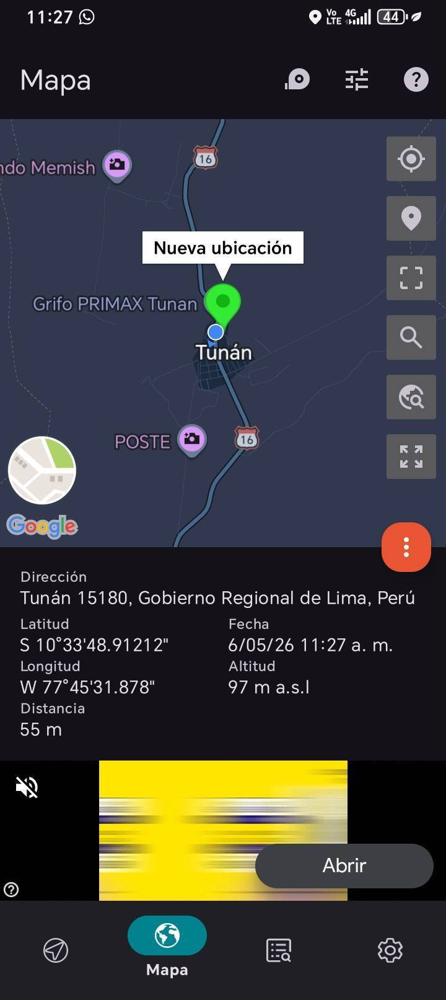 11:27
Vo LTE 4G 44
Mapa
ndo Memish
16
Nueva ubicación
Grifo PRIMAX Tunan
Tunán
POSTE
16
Google
Dirección
Tunán 15180, Gobierno Regional de Lima, Perú
Latitud Fecha
S 10°33'48.91212" 6/05/26 11:27 a. m.
Longitud Altitud
W 77°45'31.878" 97 m a.s.l
Distancia
55 m
Abrir
Mapa